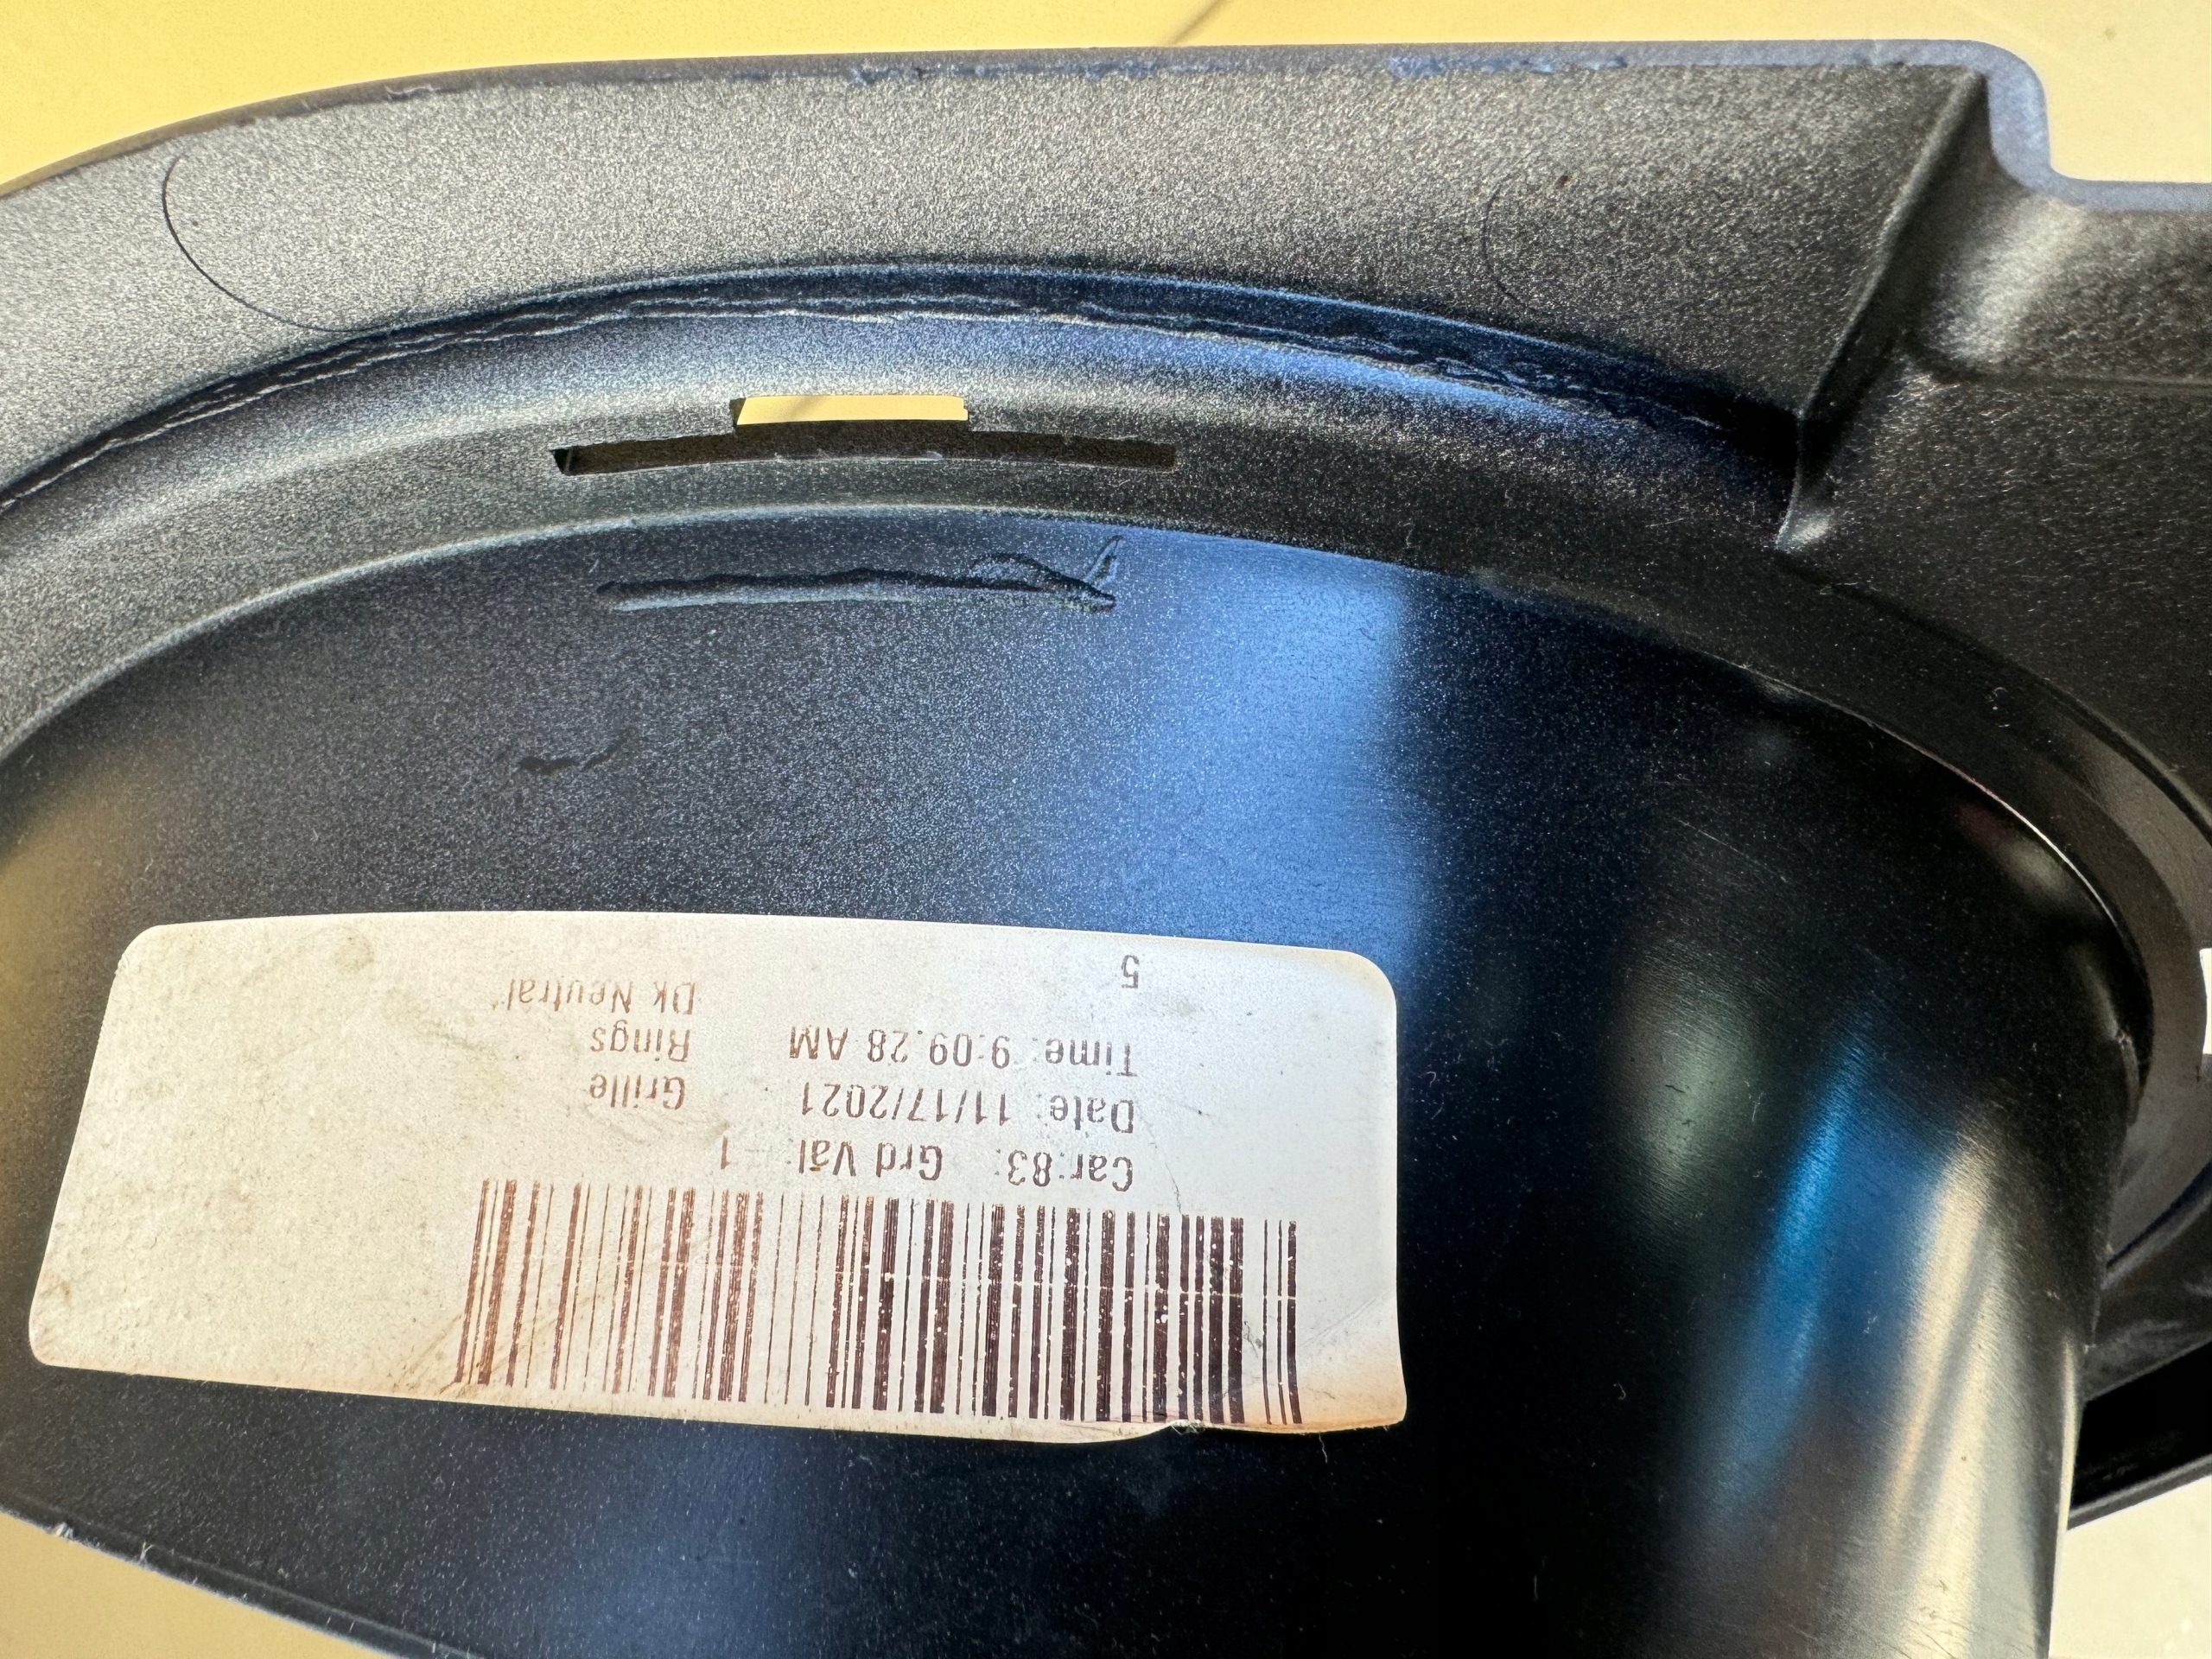 Car:83: Grd Val: 1
Date: 11/17/2021 Grille
Time: 9:09:28 AM Rings
5 Dk Neutral